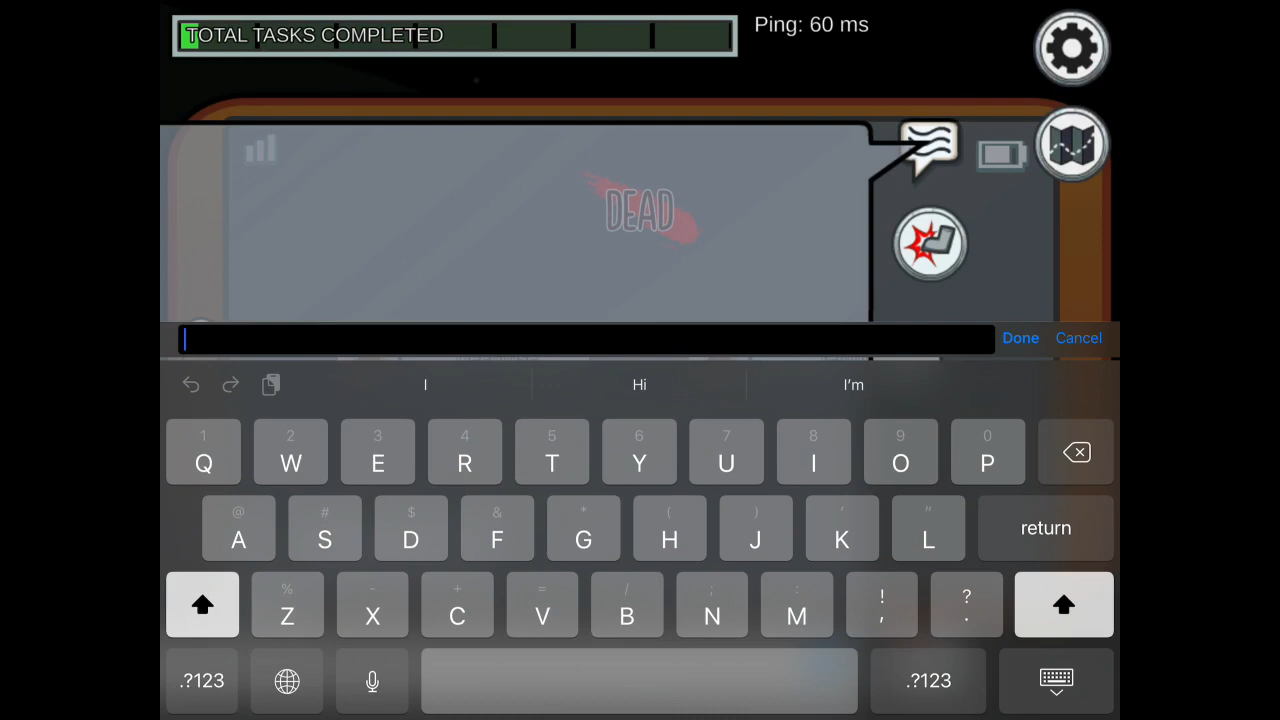 TOTAL TASKS COMPLETED
Ping: 60 ms
DEAD
Done Cancel
I Hi I'm
1 2 3 4 5 6 7 8 9 0
Q W E R T Y U I O P
@ # $ & * ( ) ' "
A S D F G H J K L return
% - + = / ; : ! ?
Z X C V B N M , .
.?123 .?123